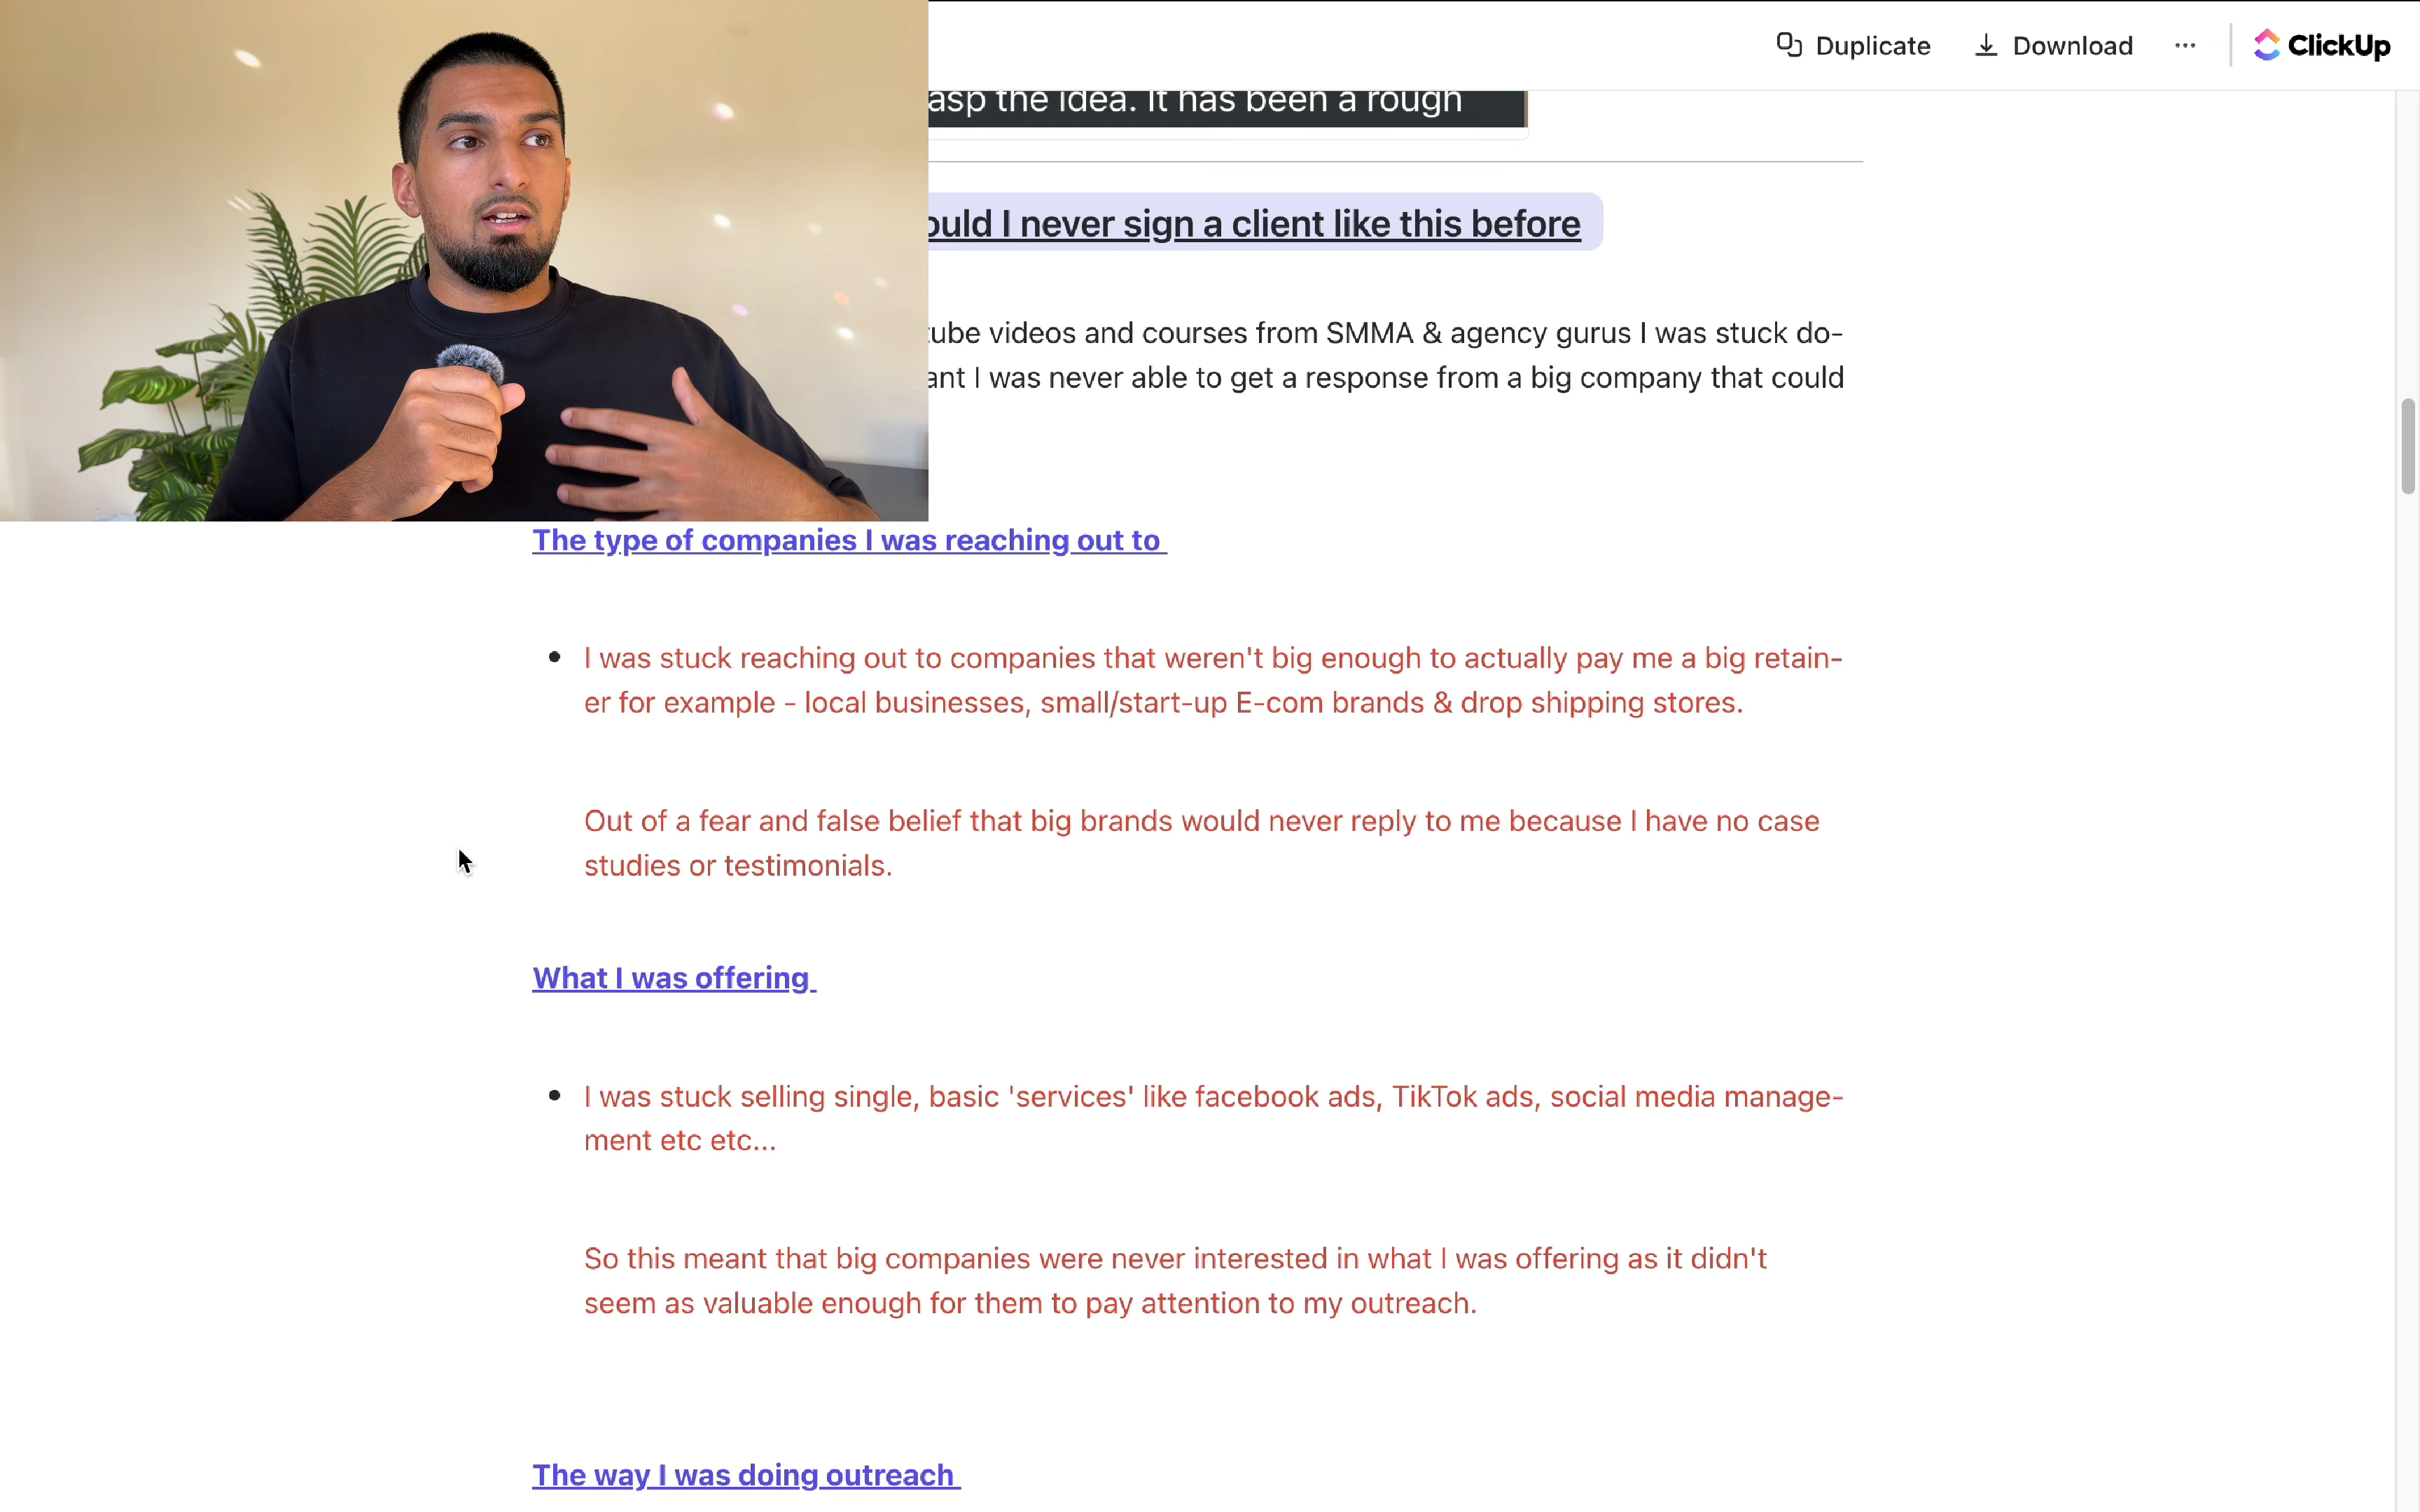 Duplicate Download ClickUp
the idea. It has been a rough
I never sign a client like this before
videos and courses from SMMA & agency gurus I was stuck do-
I was never able to get a response from a big company that could
The type of companies I was reaching out to
I was stuck reaching out to companies that weren't big enough to actually pay me a big retain-
er for example - local businesses, small/start-up E-com brands & drop shipping stores.
Out of a fear and false belief that big brands would never reply to me because I have no case
studies or testimonials.
What I was offering
I was stuck selling single, basic 'services' like facebook ads, TikTok ads, social media manage-
ment etc etc...
So this meant that big companies were never interested in what I was offering as it didn't
seem as valuable enough for them to pay attention to my outreach.
The way I was doing outreach